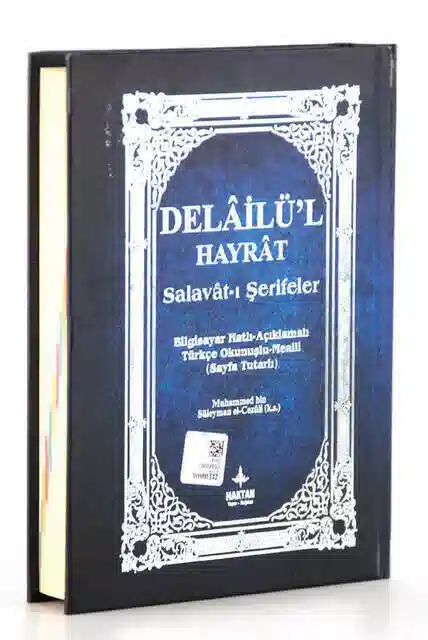 DELÂİLÜ'L
HAYRÂT
Salavât-ı Şerifeler
Bilgisayar Hatlı-Açıklamalı
Türkçe Okunuşlu-Mealli
(Sayfa Tutarlı)
Muhammed bin
Süleyman el-Cezûlî (k.s.)
HAKTAN